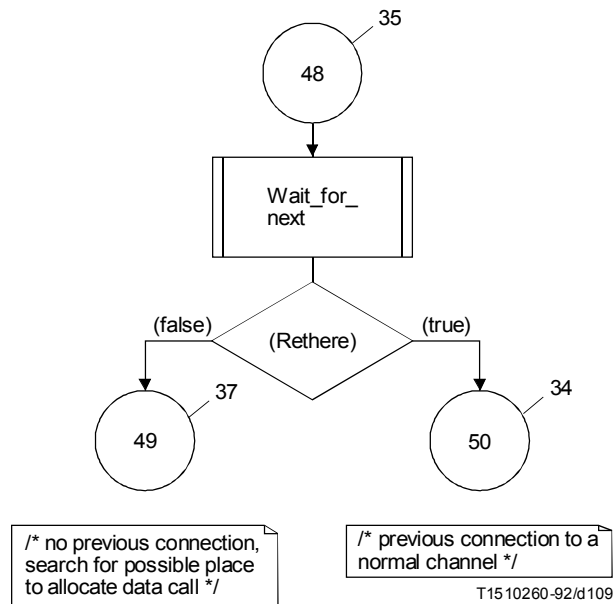 35
48
Wait_for_
next
(false)
(Rethere)
(true)
37
34
49
50
/* no previous connection,
search for possible place
to allocate data call */
/* previous connection to a
normal channel */
T1510260-92/d109